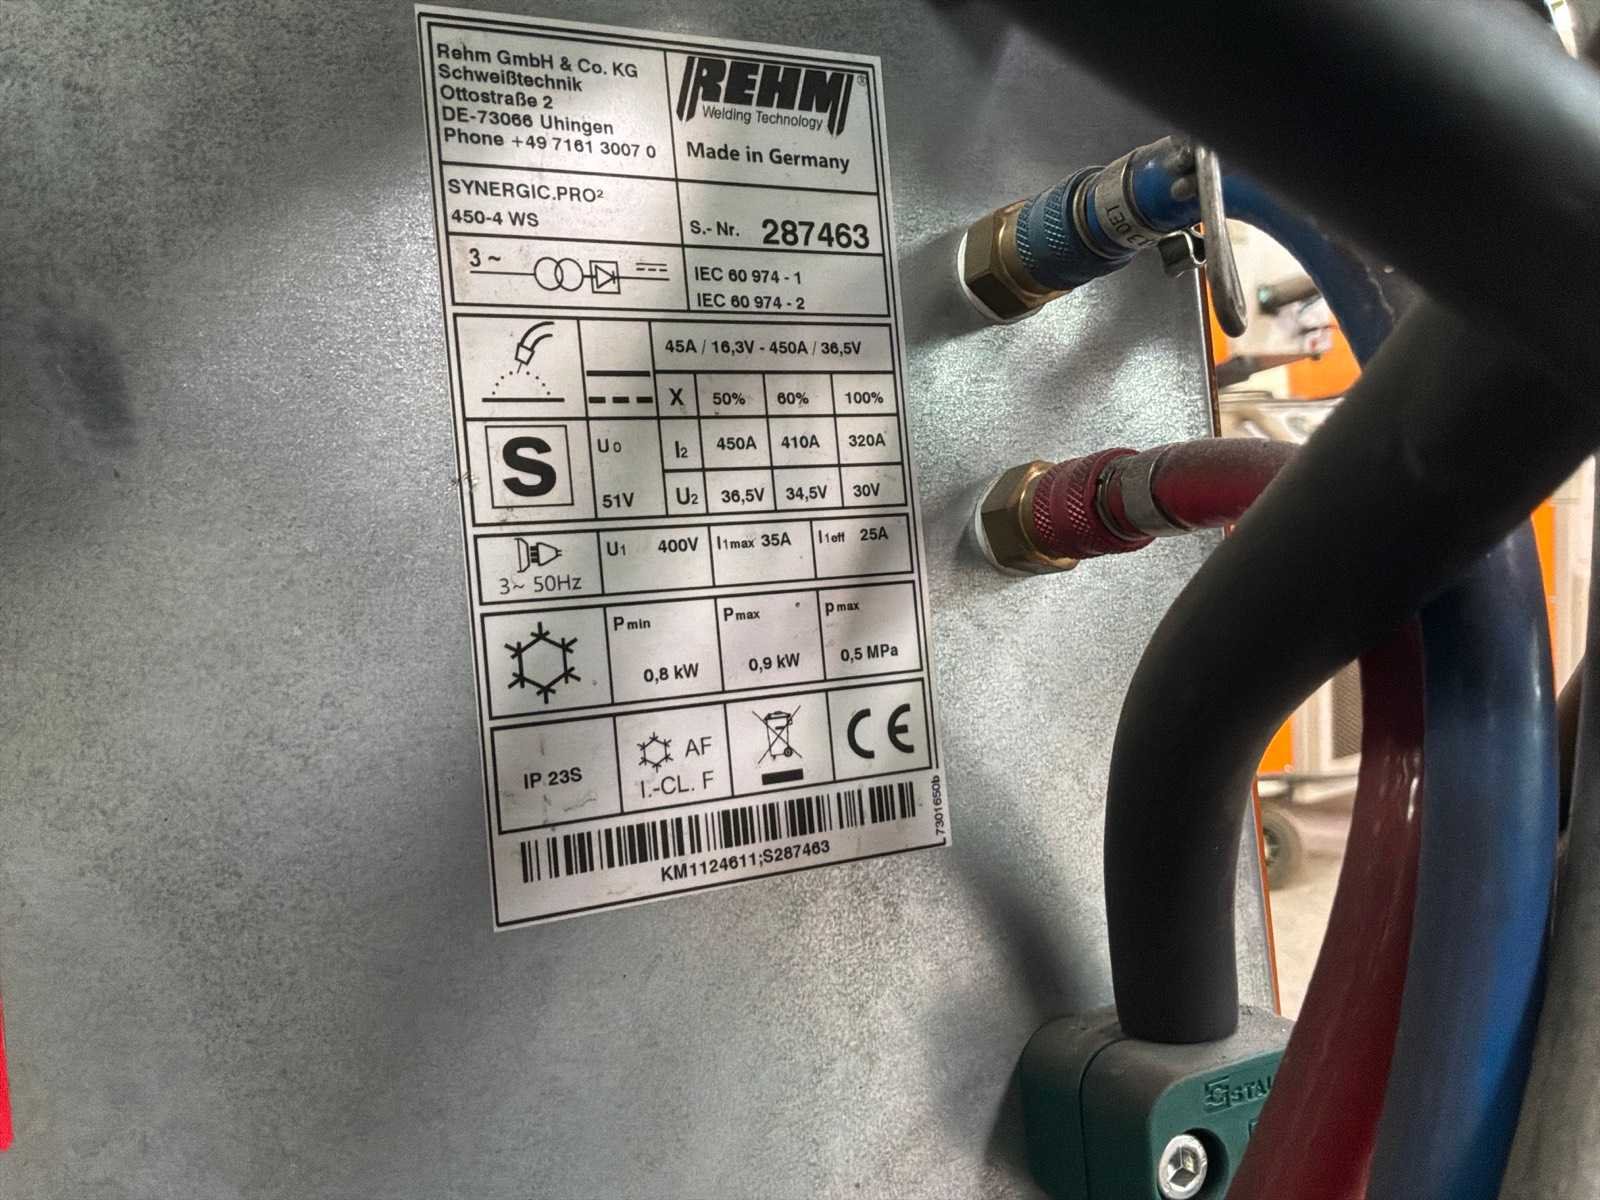 Rehm GmbH & Co. KG
Schweißtechnik
Ottostraße 2
DE-73066 Uhingen
Phone +49 7161 3007 0
REHM®
Welding Technology
Made in Germany
SYNERGIC.PRO²
450-4 WS
S.- Nr. 287463
3 ~
IEC 60 974 - 1
IEC 60 974 - 2
45A / 16,3V - 450A / 36,5V
X 50% 60% 100%
S
U0
51V
I2 450A 410A 320A
U2 36,5V 34,5V 30V
3~ 50Hz
U1 400V
I1max 35A
I1eff 25A
Pmin
0,8 kW
Pmax
0,9 kW
pmax
0,5 MPa
IP 23S
AF
I.-CL. F
CE
KM1124611;S287463
7301650b